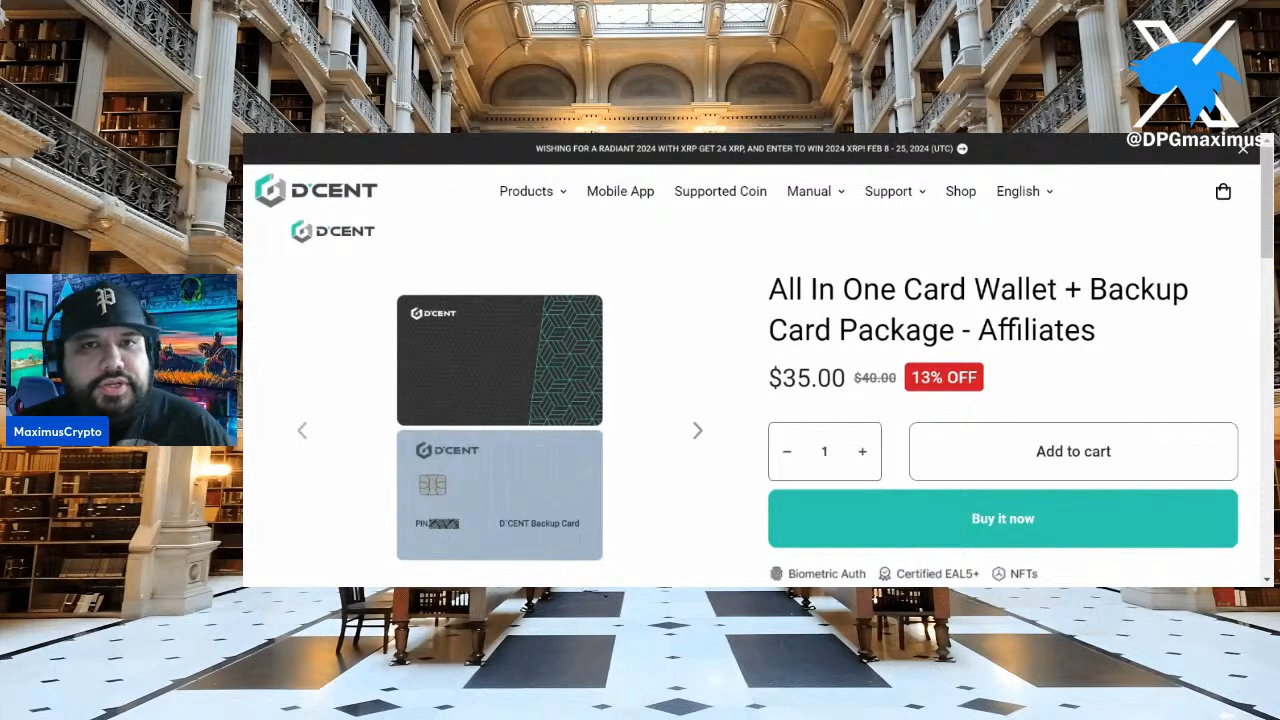 @DPGmaximus
WISHING FOR A RADIANT 2024 WITH XRP GET 24 XRP, AND ENTER TO WIN 2024 XRP! FEB 8 - 25, 2024 (UTC)
D'CENT
Products
Mobile App
Supported Coin
Manual
Support
Shop
English
D'CENT
All In One Card Wallet + Backup
Card Package - Affiliates
$35.00 $40.00 13% OFF
− 1 +
Add to cart
Buy it now
Biometric Auth
Certified EAL5+
NFTs
D'CENT
D'CENT
PIN
D'CENT Backup Card
P
MaximusCrypto